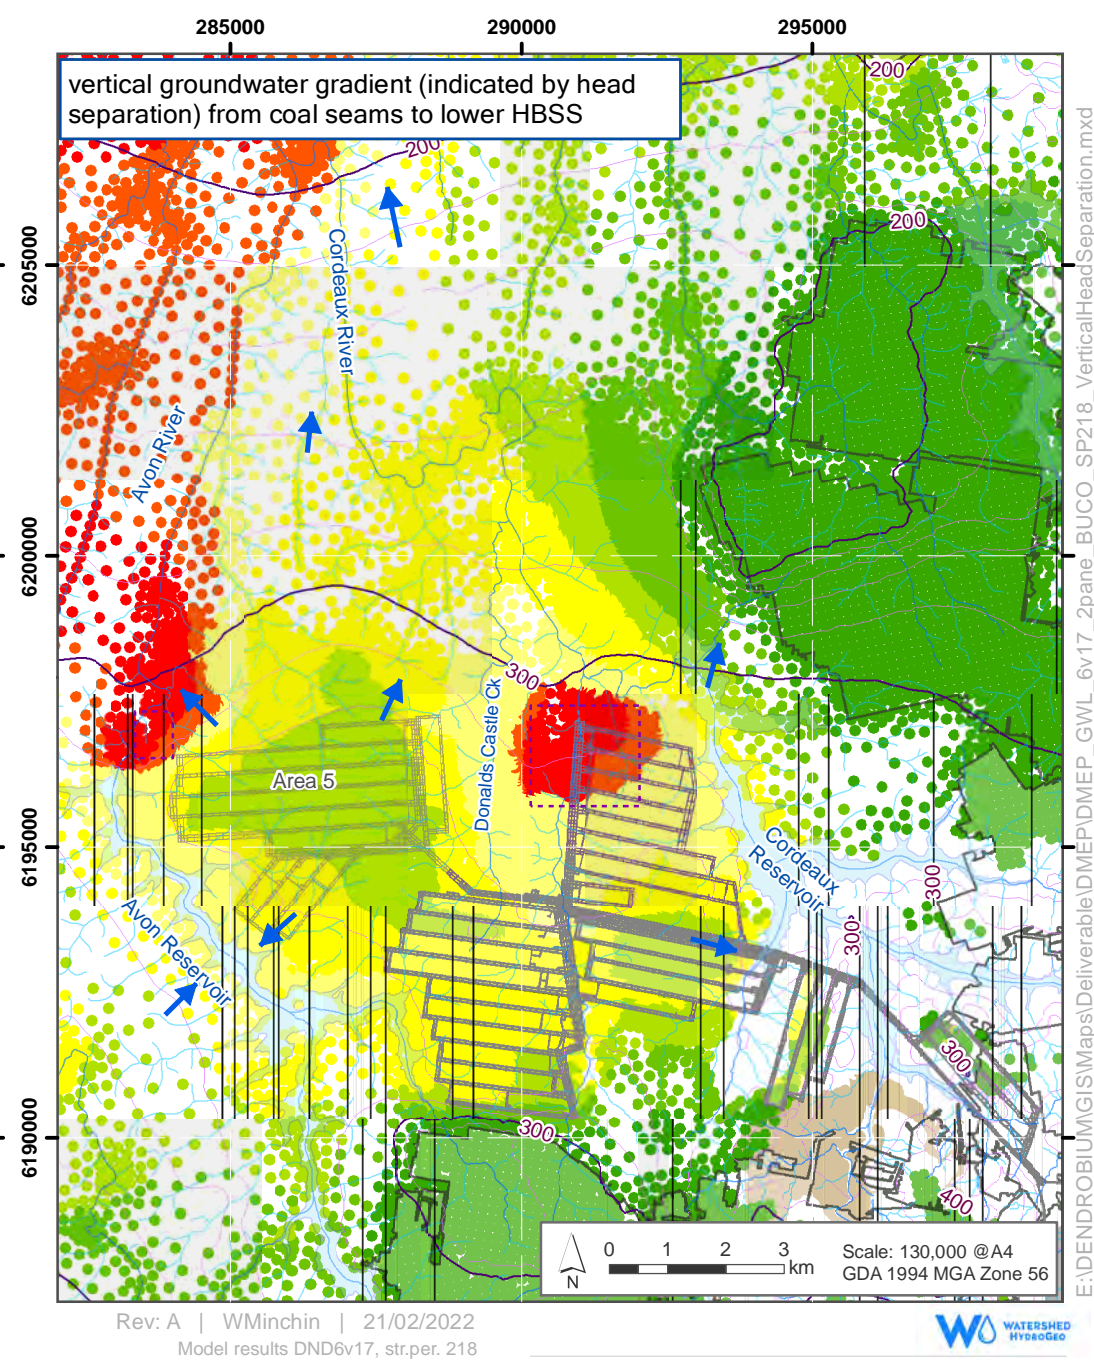 285000
290000
295000
vertical groundwater gradient (indicated by head
separation) from coal seams to lower HBSS
200
200
200
6205000
Cordeaux River
Avon River
6200000
300
Donalds Castle Ck
Area 5
6195000
Cordeaux
Reservoir
300
300
Avon Reservoir
300
6190000
300
400
0 1 2 3
km
N
Scale: 130,000 @A4
GDA 1994 MGA Zone 56
E:\DENDROBIUM\GIS\Maps\Deliverable\DMEP\DMEP_GWL_6v17_2pane_BUCO_SP218_VerticalHeadSeparation.mxd
Rev: A | WMinchin | 21/02/2022
Model results DND6v17, str.per. 218
WATERSHED
HYDROGEO